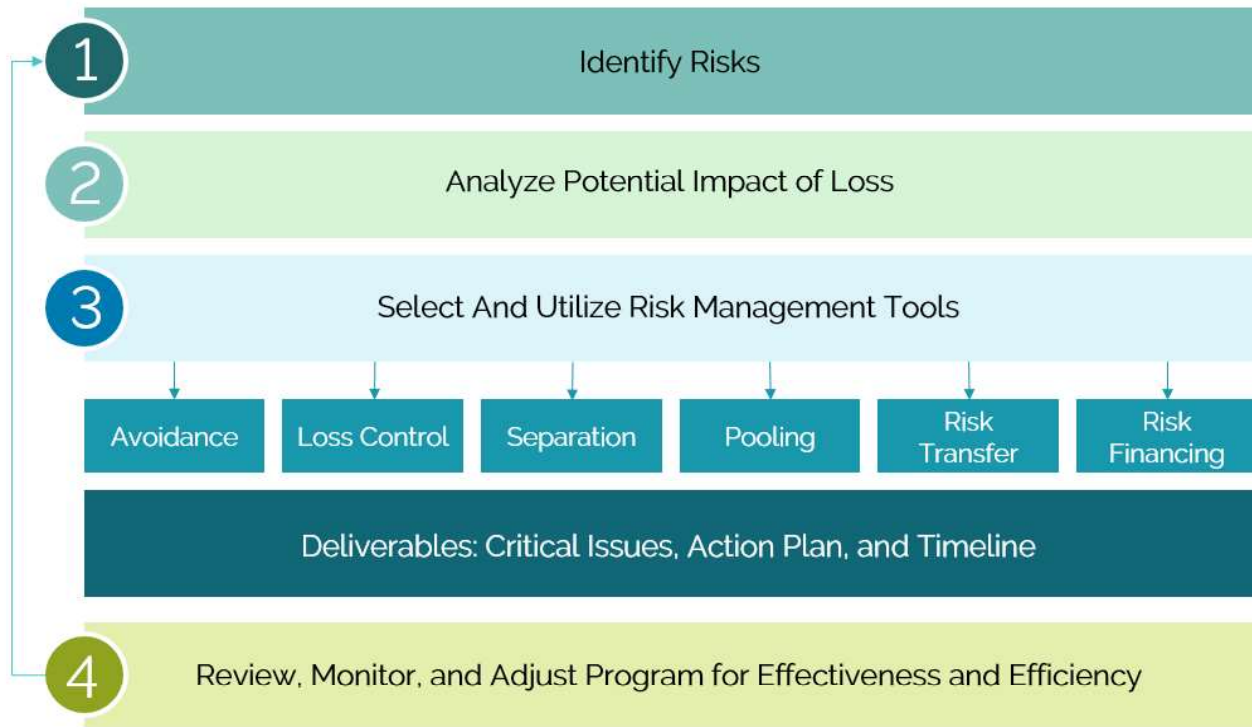 1
Identify Risks
2
Analyze Potential Impact of Loss
3
Select And Utilize Risk Management Tools
Avoidance
Loss Control
Separation
Pooling
Risk
Transfer
Risk
Financing
Deliverables: Critical Issues, Action Plan, and Timeline
4
Review, Monitor, and Adjust Program for Effectiveness and Efficiency